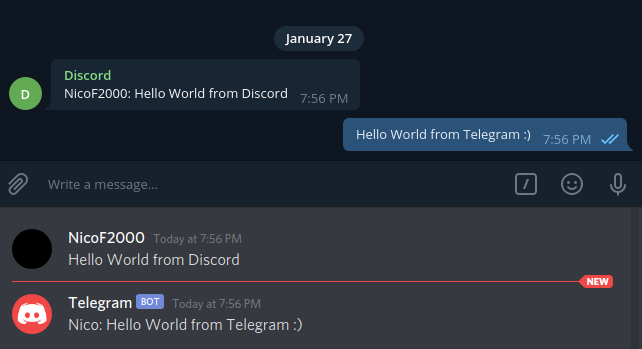 January 27
Discord
D
NicoF2000: Hello World from Discord 7:56 PM
Hello World from Telegram :) 7:56 PM
Write a message...
/
NicoF2000 Today at 7:56 PM
Hello World from Discord
NEW
Telegram BOT Today at 7:56 PM
Nico: Hello World from Telegram :)